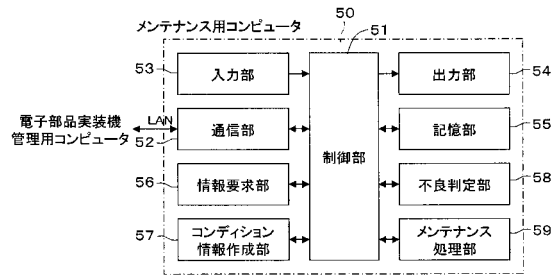 メンテナンス用コンピュータ
50
51
53
入力部
出力部
54
電子部品実装機
管理用コンピュータ
LAN
52
通信部
制御部
記憶部
55
56
情報要求部
不良判定部
58
57
コンディション
情報作成部
メンテナンス
処理部
59